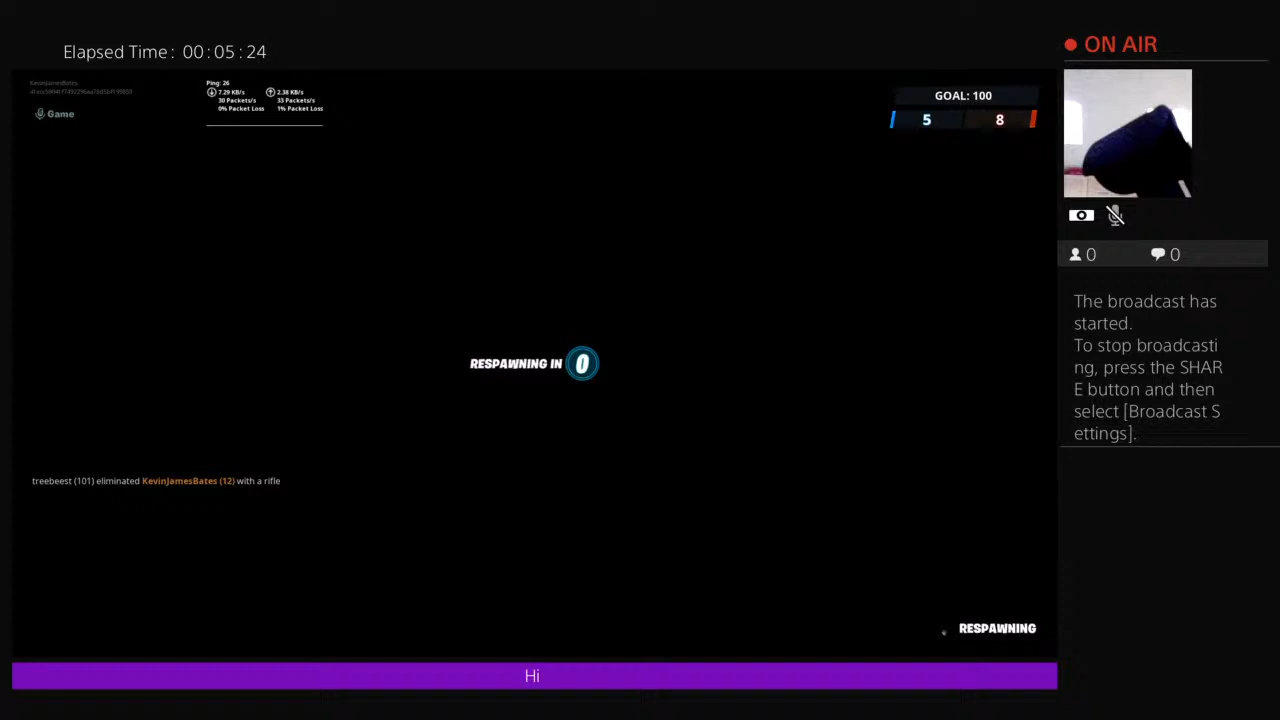 Elapsed Time: 00:05:24
ON AIR
KevinJamesBates
Ping: 26
7.29 KB/s 2.38 KB/s
30 Packets/s 33 Packets/s
0% Packet Loss 1% Packet Loss
Game
GOAL: 100
5 8
0 0
The broadcast has
started.
To stop broadcasti
ng, press the SHAR
E button and then
select [Broadcast S
ettings].
RESPAWNING IN 0
treebeest (101) eliminated KevinJamesBates (12) with a rifle
RESPAWNING
Hi